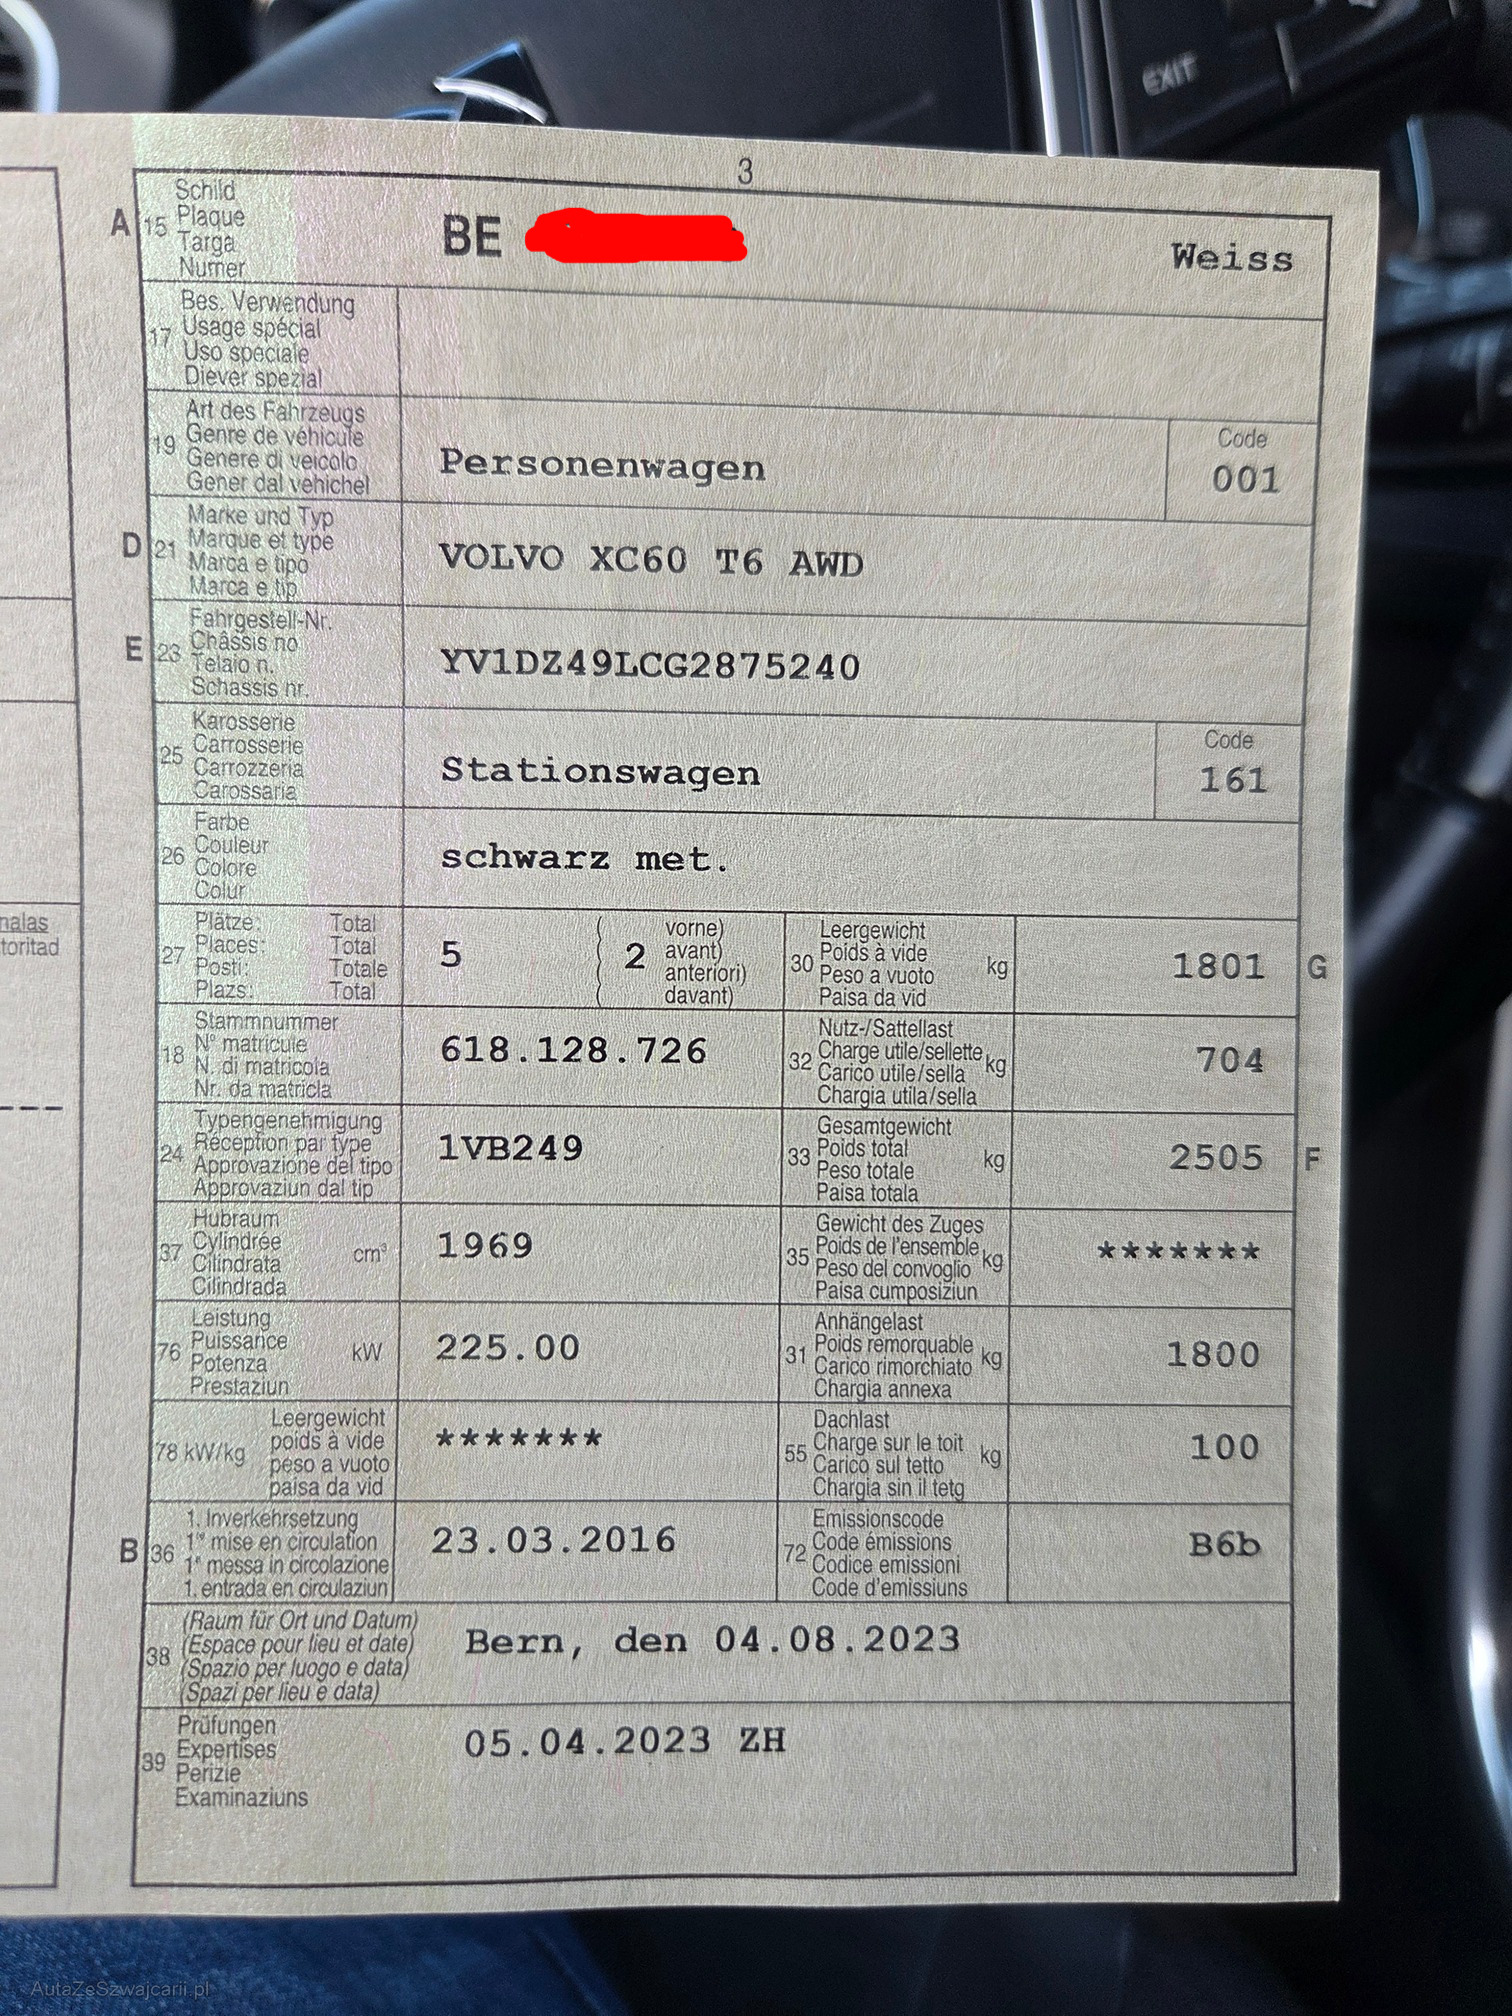 EXIT
3
A 15 Schild
Plaque
Targa
Numer
BE
Weiss
17 Bes. Verwendung
Usage spécial
Uso speciale
Diever spezial
19 Art des Fahrzeugs
Genre de véhicule
Genere di veicolo
Gener dal vehichel
Personenwagen
Code
001
D 21 Marke und Typ
Marque et type
Marca e tipo
Marca e tip
VOLVO XC60 T6 AWD
E 23 Fahrgestell-Nr.
Châssis no
Telaio n.
Schassis nr.
YV1DZ49LCG2875240
25 Karosserie
Carrosserie
Carrozzeria
Carossaria
Stationswagen
Code
161
26 Farbe
Couleur
Colore
Colur
schwarz met.
nalas
toritad
27 Plätze: Total
Places: Total
Posti: Totale
Plazs: Total
5
( 2 vorne)
avant)
anteriori)
davant)
30 Leergewicht
Poids à vide
Peso a vuoto
Paisa da vid
kg
1801 G
18 Stammnummer
N° matricule
N. di matricola
Nr. da matricla
618.128.726
32 Nutz-/Sattellast
Charge utile/sellette
Carico utile/sella
Chargia utila/sella
kg
704
24 Typengenehmigung
Réception par type
Approvazione del tipo
Approvaziun dal tip
1VB249
33 Gesamtgewicht
Poids total
Peso totale
Paisa totala
kg
2505 F
37 Hubraum
Cylindrée
Cilindrata
Cilindrada
cm³
1969
35 Gewicht des Zuges
Poids de l'ensemble
Peso del convoglio
Paisa cumposiziun
kg
*******
76 Leistung
Puissance
Potenza
Prestaziun
kW
225.00
31 Anhängelast
Poids remorquable
Carico rimorchiato
Chargia annexa
kg
1800
78 kW/kg Leergewicht
poids à vide
peso a vuoto
paisa da vid
*******
55 Dachlast
Charge sur le toit
Carico sul tetto
Chargia sin il tetg
kg
100
B 36 1. Inverkehrsetzung
1re mise en circulation
1a messa in circolazione
1. entrada en circulaziun
23.03.2016
72 Emissionscode
Code émissions
Codice emissioni
Code d'emissiuns
B6b
38 (Raum für Ort und Datum)
(Espace pour lieu et date)
(Spazio per luogo e data)
(Spazi per lieu e data)
Bern, den 04.08.2023
39 Prüfungen
Expertises
Perizie
Examinaziuns
05.04.2023 ZH
AutaZeSzwajcarii.pl